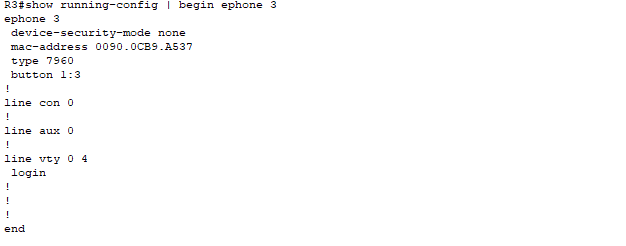 R3#show running-config | begin ephone 3
ephone 3
 device-security-mode none
 mac-address 0090.0CB9.A537
 type 7960
 button 1:3
!
line con 0
!
line aux 0
!
line vty 0 4
 login
!
!
!
end